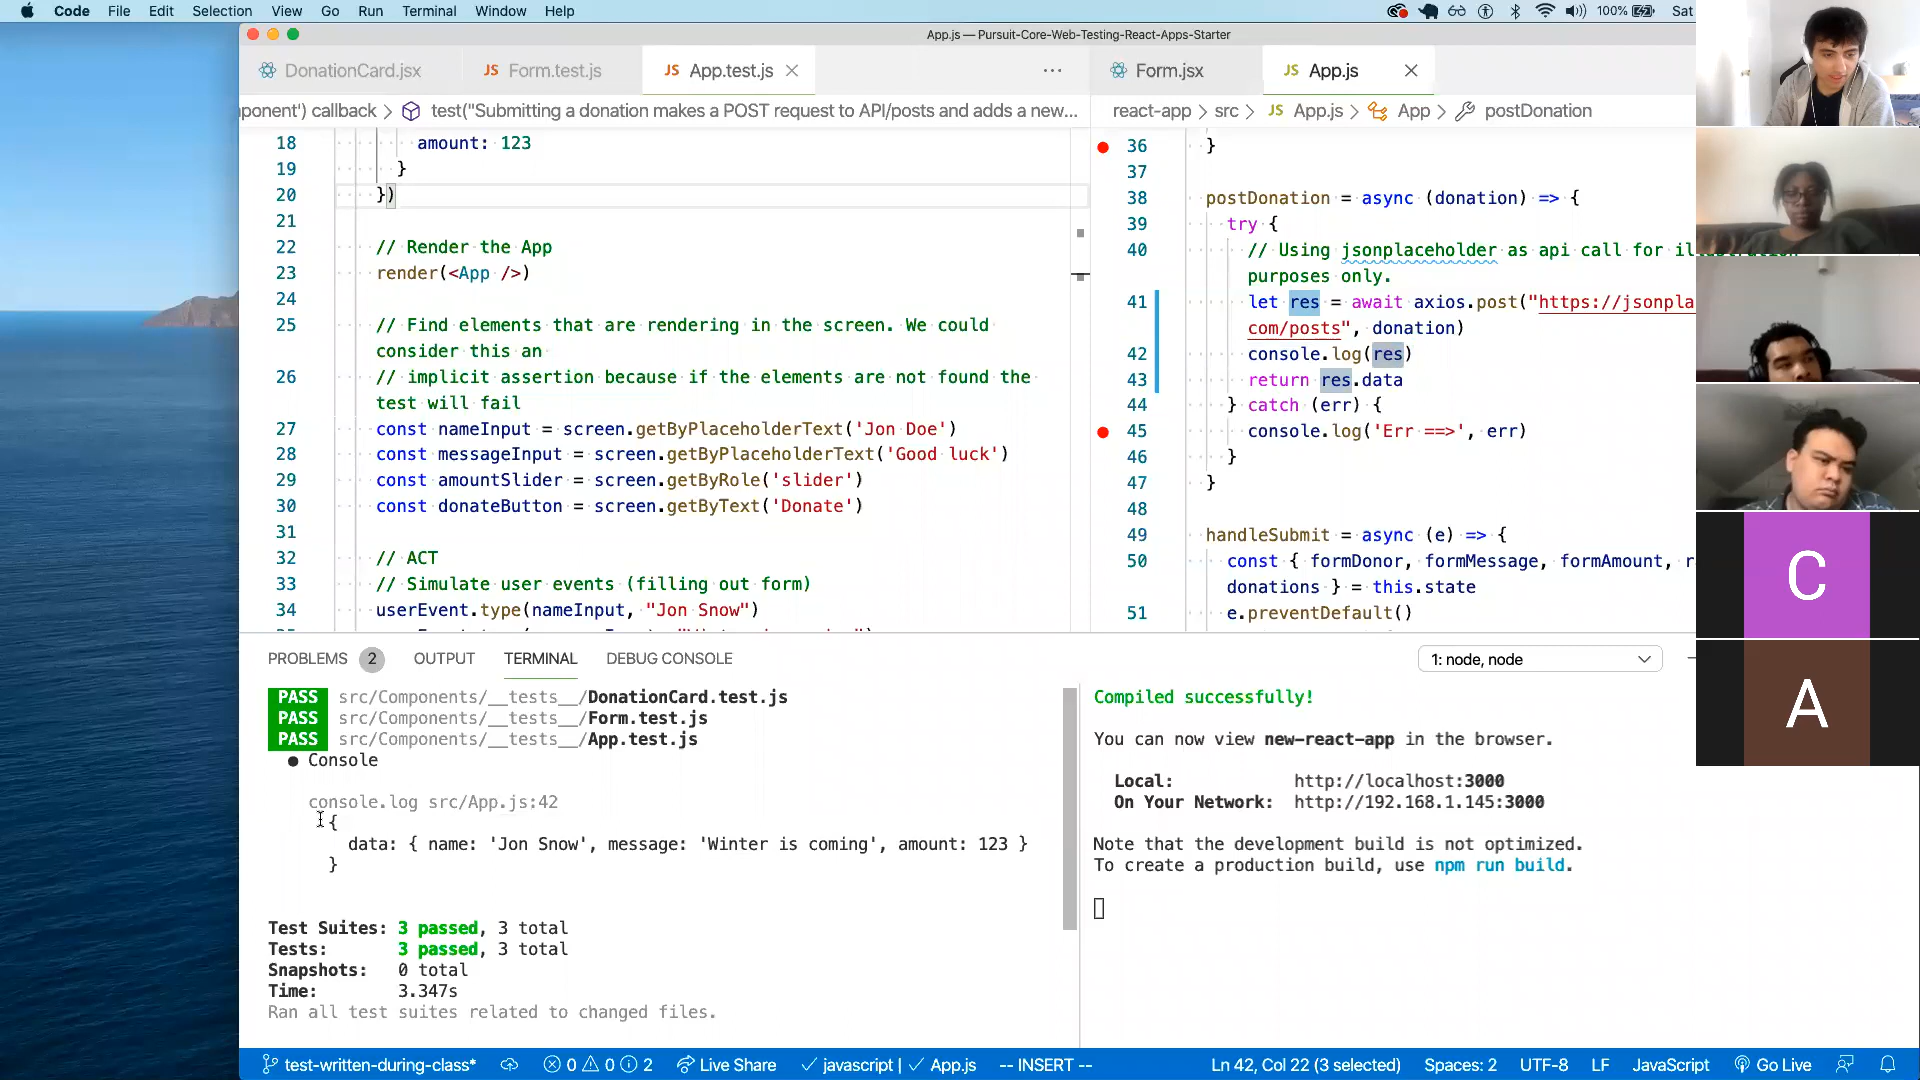 Code File Edit Selection View Go Run Terminal Window Help 100% Sat
App.js — Pursuit-Core-Web-Testing-React-Apps-Starter
DonationCard.jsx JS Form.test.js JS App.test.js × ··· Form.jsx JS App.js ×
ponent') callback > test("Submitting a donation makes a POST request to API/posts and adds a new...
18 amount: 123
19 }
20 })
21
22 // Render the App
23 render(<App />)
24
25 // Find elements that are rendering in the screen. We could
consider this an
26 // implicit assertion because if the elements are not found the
test will fail
27 const nameInput = screen.getByPlaceholderText('Jon Doe')
28 const messageInput = screen.getByPlaceholderText('Good luck')
29 const amountSlider = screen.getByRole('slider')
30 const donateButton = screen.getByText('Donate')
31
32 // ACT
33 // Simulate user events (filling out form)
34 userEvent.type(nameInput, "Jon Snow")
react-app > src > JS App.js > App > postDonation
36 }
37
38 postDonation = async (donation) => {
39 try {
40 // Using jsonplaceholder as api call for illustration
purposes only.
41 let res = await axios.post("https://jsonpla
com/posts", donation)
42 console.log(res)
43 return res.data
44 } catch (err) {
45 console.log('Err ==>', err)
46 }
47 }
48
49 handleSubmit = async (e) => {
50 const { formDonor, formMessage, formAmount, r
donations } = this.state
51 e.preventDefault()
PROBLEMS 2 OUTPUT TERMINAL DEBUG CONSOLE 1: node, node
PASS src/Components/__tests__/DonationCard.test.js
PASS src/Components/__tests__/Form.test.js
PASS src/Components/__tests__/App.test.js
● Console
console.log src/App.js:42
{
data: { name: 'Jon Snow', message: 'Winter is coming', amount: 123 }
}
Test Suites: 3 passed, 3 total
Tests: 3 passed, 3 total
Snapshots: 0 total
Time: 3.347s
Ran all test suites related to changed files.
Compiled successfully!
You can now view new-react-app in the browser.
Local: http://localhost:3000
On Your Network: http://192.168.1.145:3000
Note that the development build is not optimized.
To create a production build, use npm run build.
C
A
test-written-during-class* 0 0 2 Live Share javascript | App.js -- INSERT -- Ln 42, Col 22 (3 selected) Spaces: 2 UTF-8 LF JavaScript Go Live